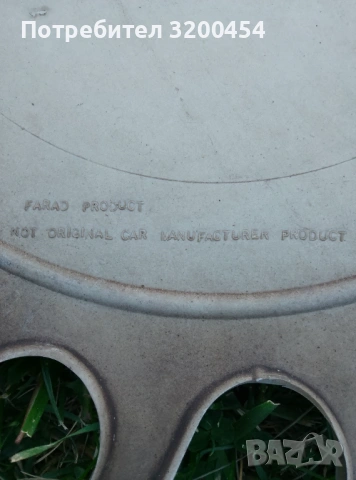 Потребител 3200454
FARAD PRODUCT
NOT ORIGINAL CAR MANUFACTURER PRODUCT
BAZAR